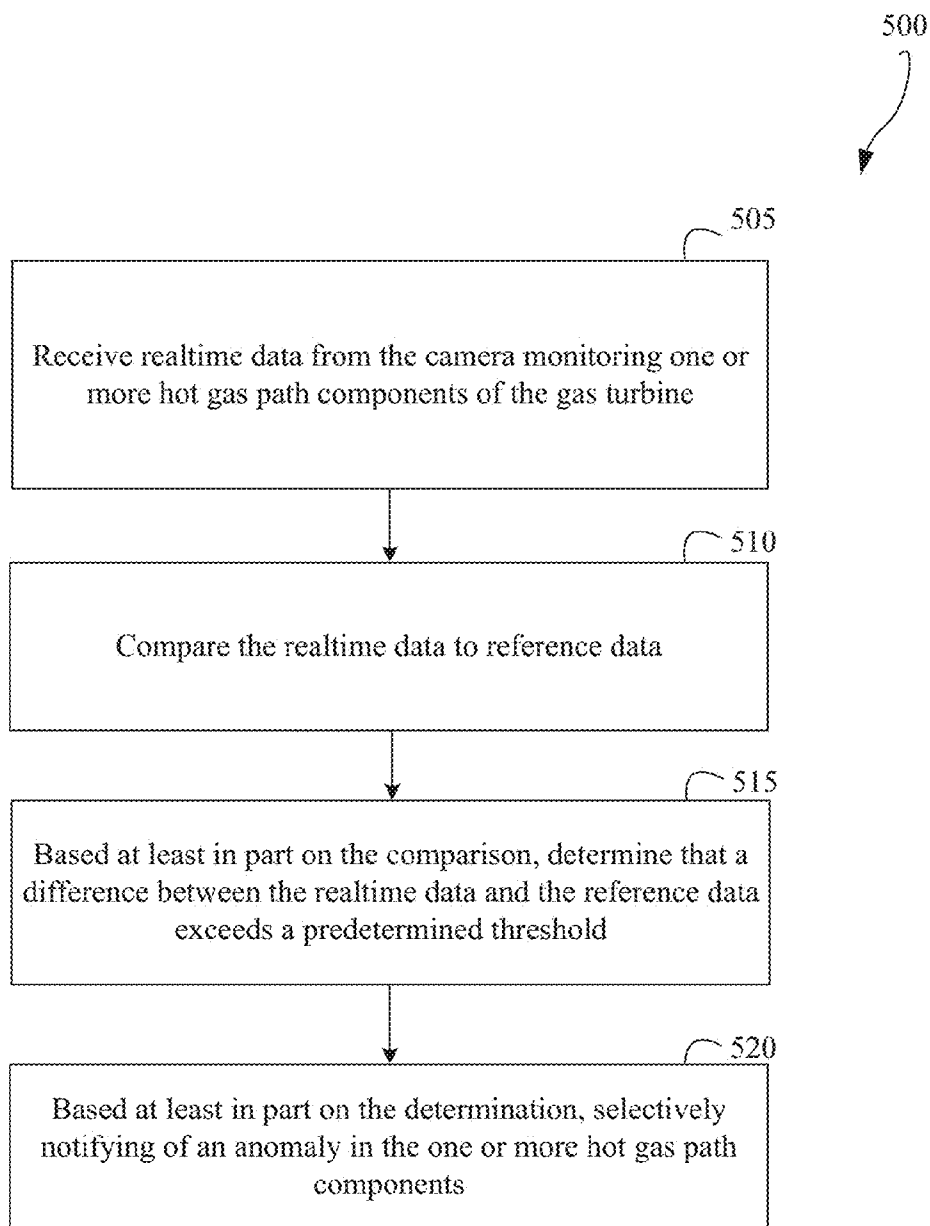 500
505
Receive realtime data from the camera monitoring one or
more hot gas path components of the gas turbine
510
Compare the realtime data to reference data
515
Based at least in part on the comparison, determine that a
difference between the realtime data and the reference data
exceeds a predetermined threshold
520
Based at least in part on the determination, selectively
notifying of an anomaly in the one or more hot gas path
components